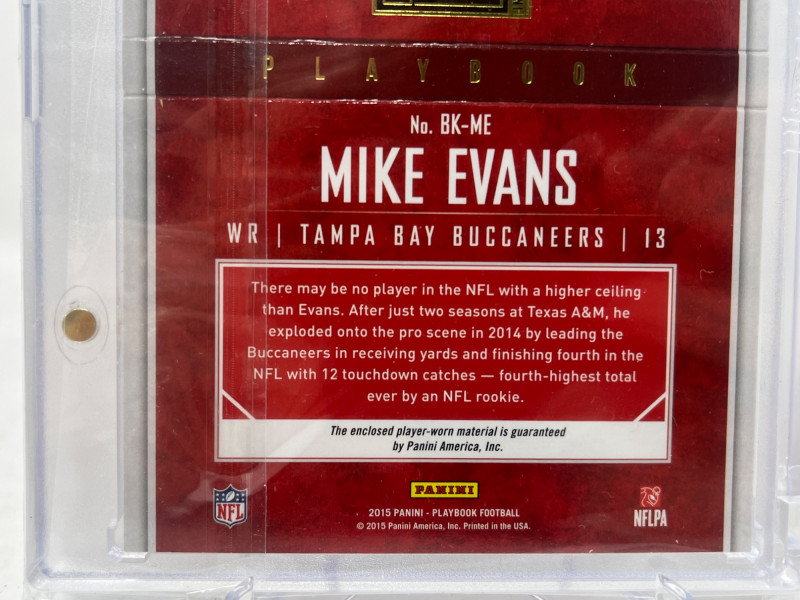 PLAYBOOK
No. BK-ME
MIKE EVANS
WR | TAMPA BAY BUCCANEERS | 13
There may be no player in the NFL with a higher ceiling
than Evans. After just two seasons at Texas A&M, he
exploded onto the pro scene in 2014 by leading the
Buccaneers in receiving yards and finishing fourth in the
NFL with 12 touchdown catches — fourth-highest total
ever by an NFL rookie.
The enclosed player-worn material is guaranteed
by Panini America, Inc.
PANINI
NFL
NFLPA
2015 PANINI - PLAYBOOK FOOTBALL
© 2015 Panini America, Inc. Printed in the USA.